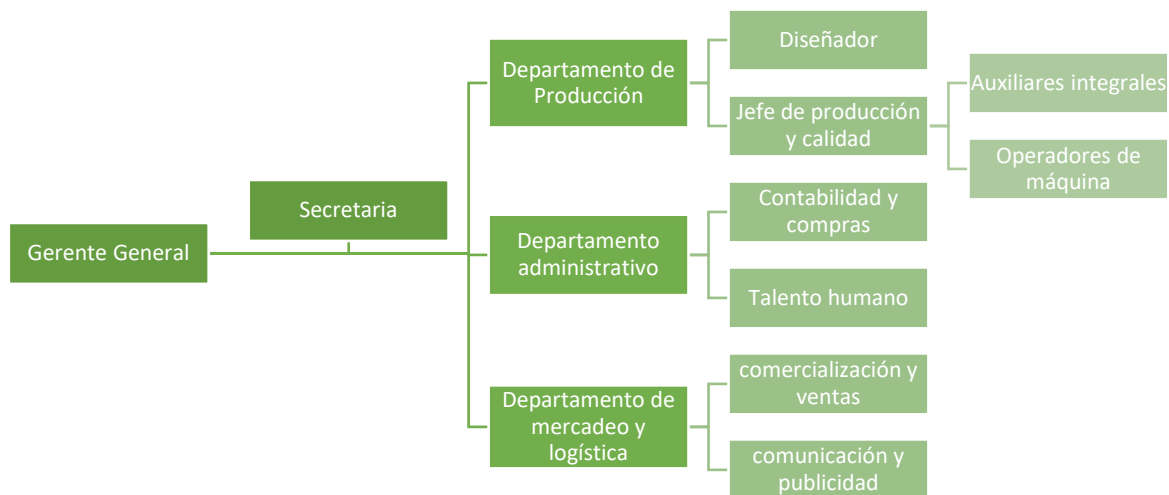 Gerente General
Secretaria
Departamento de
Producción
Diseñador
Jefe de producción
y calidad
Auxiliares integrales
Operadores de
máquina
Departamento
administrativo
Contabilidad y
compras
Talento humano
Departamento de
mercadeo y
logística
comercialización y
ventas
comunicación y
publicidad